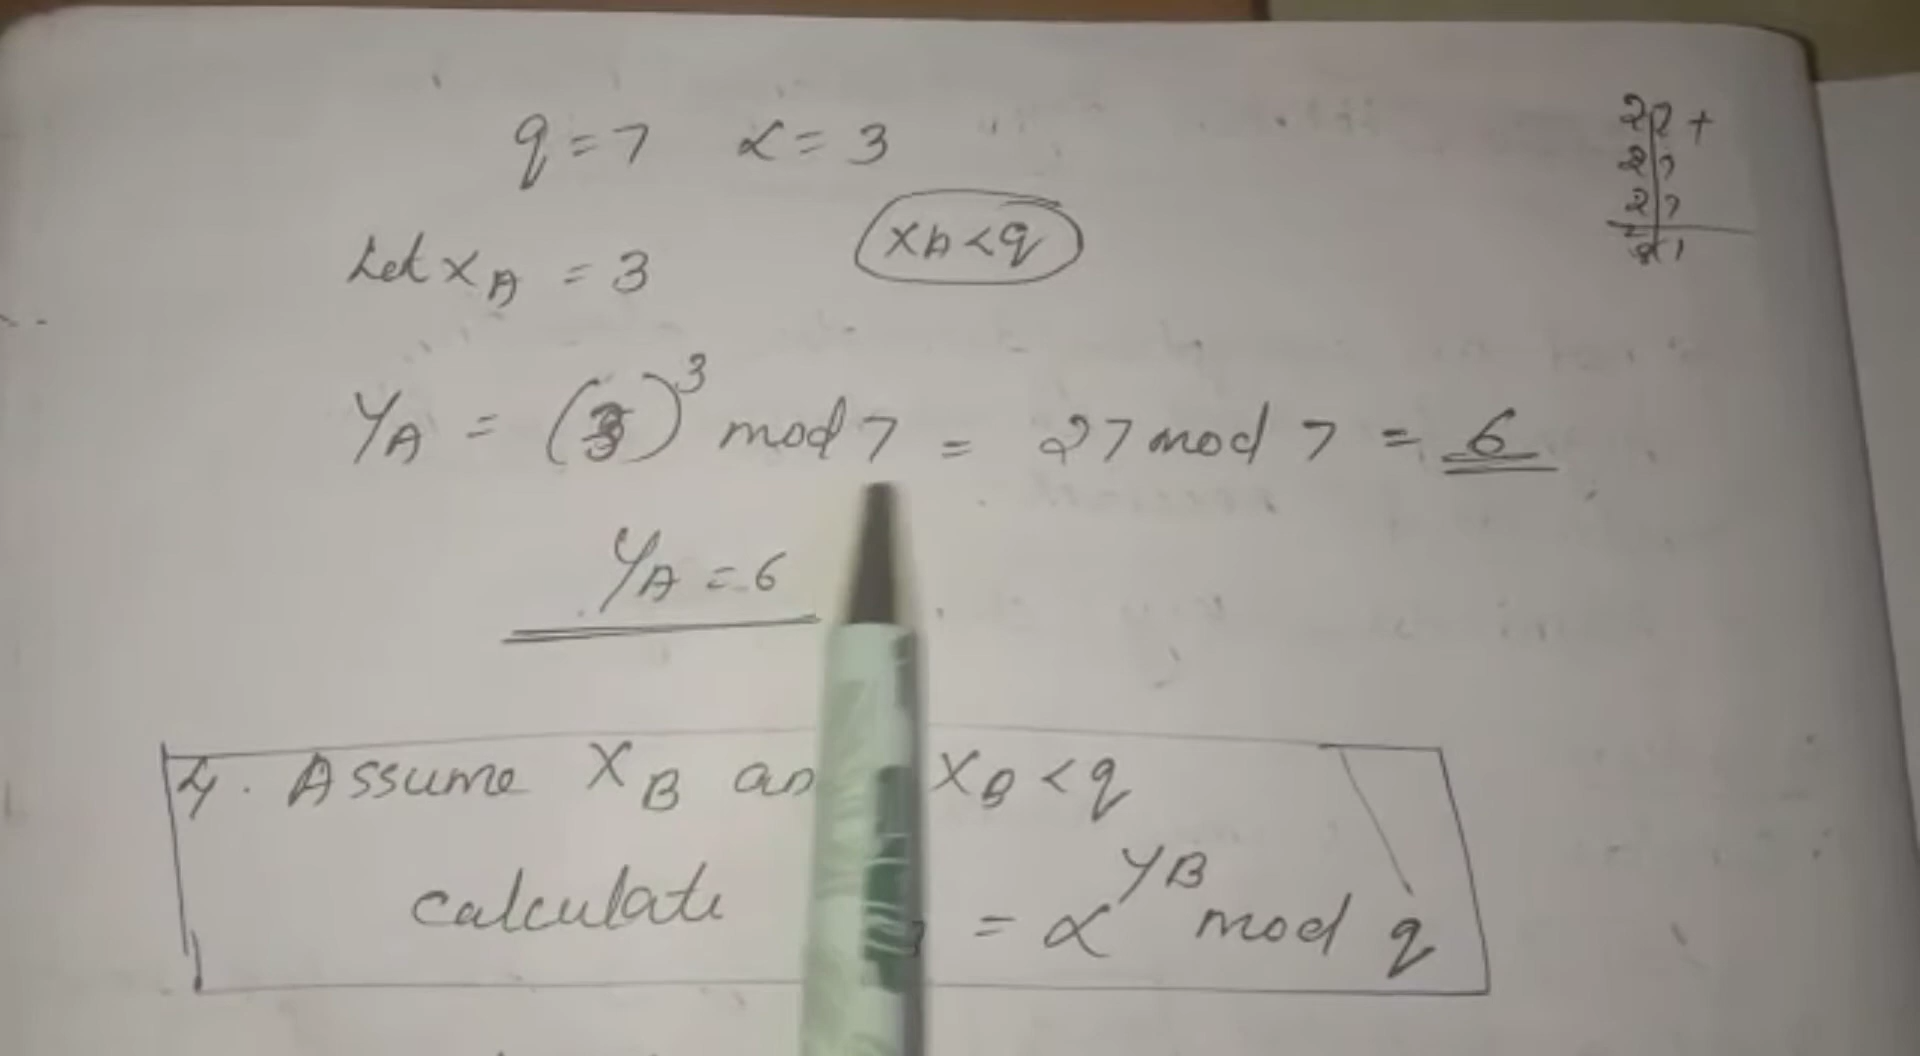 q = 7 α = 3
Let X_A = 3 X_A < q
Y_A = (3)^3 mod 7 = 27 mod 7 = 6
Y_A = 6
4. Assume X_B an X_B < q
calculate = α^Y_B mod q